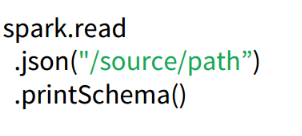 spark.read
.json("/source/path”)
.printSchema()